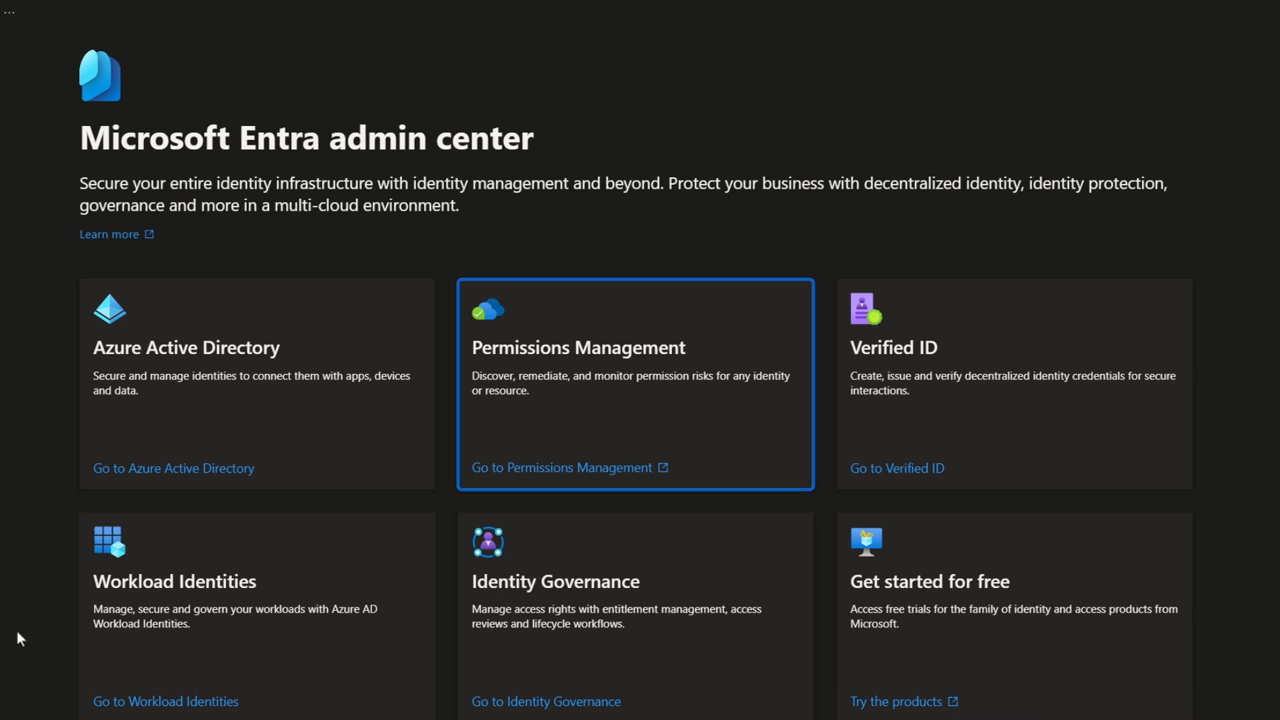 ...
Microsoft Entra admin center
Secure your entire identity infrastructure with identity management and beyond. Protect your business with decentralized identity, identity protection,
governance and more in a multi-cloud environment.
Learn more
Azure Active Directory
Secure and manage identities to connect them with apps, devices
and data.
Go to Azure Active Directory
Permissions Management
Discover, remediate, and monitor permission risks for any identity
or resource.
Go to Permissions Management
Verified ID
Create, issue and verify decentralized identity credentials for secure
interactions.
Go to Verified ID
Workload Identities
Manage, secure and govern your workloads with Azure AD
Workload Identities.
Go to Workload Identities
Identity Governance
Manage access rights with entitlement management, access
reviews and lifecycle workflows.
Go to Identity Governance
Get started for free
Access free trials for the family of identity and access products from
Microsoft.
Try the products